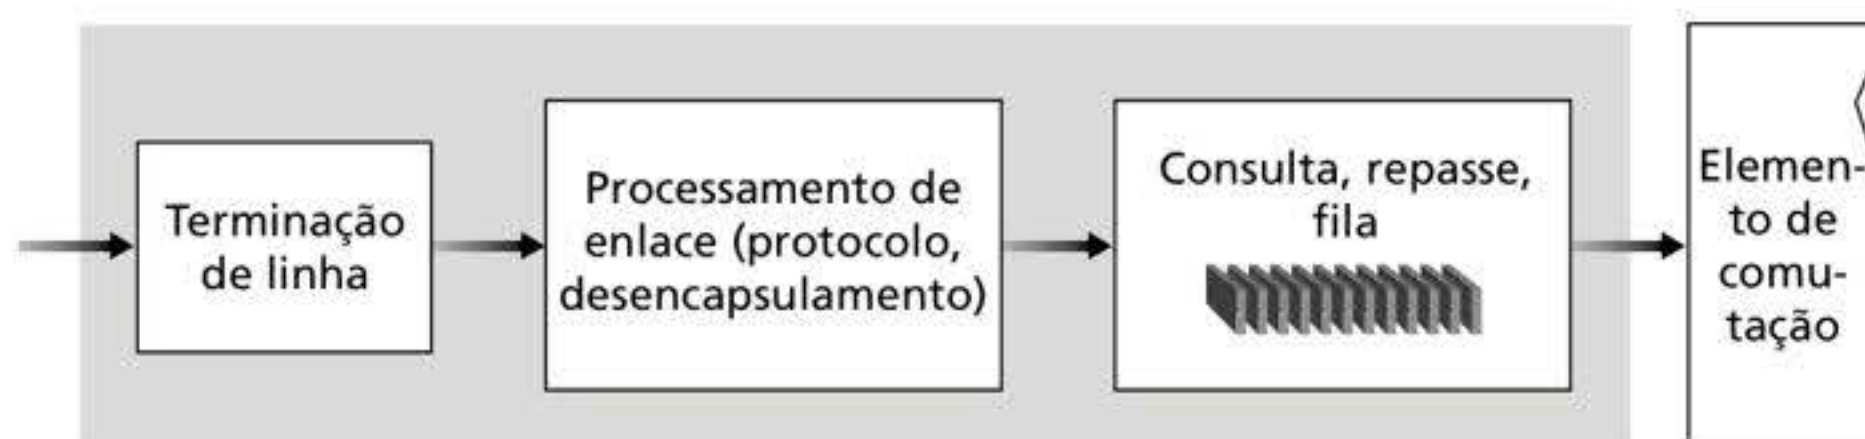 Terminação
de linha
Processamento de
enlace (protocolo,
desencapsulamento)
Consulta, repasse,
fila
Elemen-
to de
comu-
tação